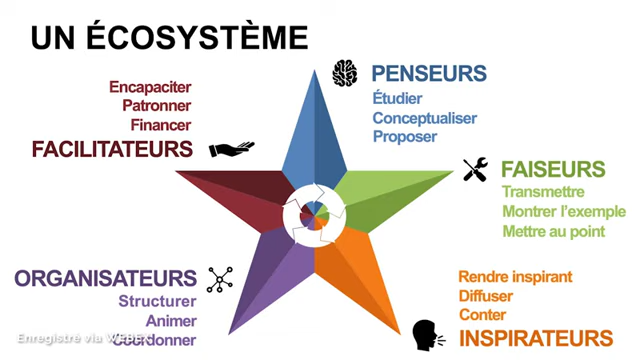 UN ÉCOSYSTÈME
PENSEURS
Étudier
Conceptualiser
Proposer
FAISEURS
Transmettre
Montrer l'exemple
Mettre au point
Rendre inspirant
Diffuser
Conter
INSPIRATEURS
ORGANISATEURS
Structurer
Animer
Coordonner
Encapaciter
Patronner
Financer
FACILITATEURS
Enregistré via WEBEX